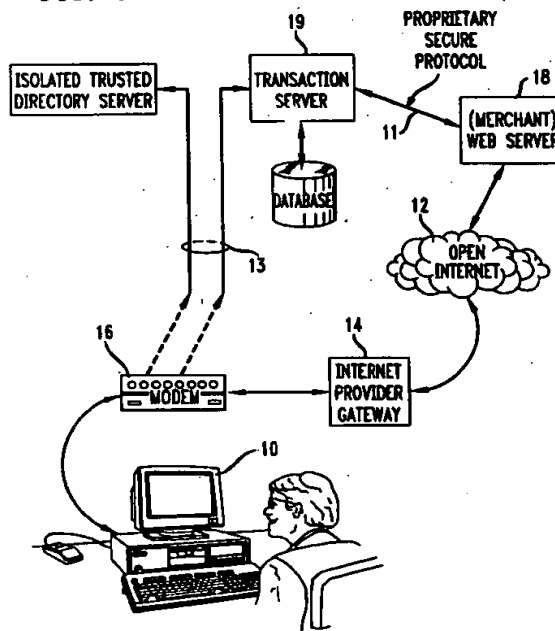 19
PROPRIETARY
SECURE
PROTOCOL
ISOLATED TRUSTED
DIRECTORY SERVER
TRANSACTION
SERVER
18
(MERCHANT)
WEB SERVER
11
DATABASE
12
OPEN
INTERNET
13
16
14
MODEM
INTERNET
PROVIDER
GATEWAY
10